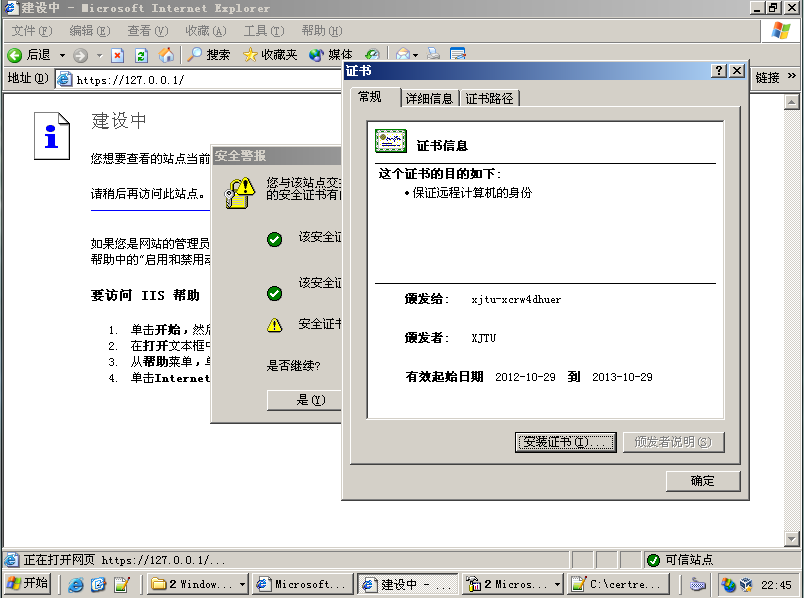 建设中 - Microsoft Internet Explorer
文件(F) 编辑(E) 查看(V) 收藏(A) 工具(T) 帮助(H)
后退 搜索 收藏夹 媒体
地址(D) https://127.0.0.1/ 链接 »
建设中
您想要查看的站点当前
请稍后再访问此站点。
如果您是网站的管理员
帮助中的“启用和禁用动
要访问 IIS 帮助
1. 单击开始，然后
2. 在打开文本框中
3. 从帮助菜单，单
4. 单击Internet
安全警报
您与该站点交
的安全证书有
该安全证
该安全证
安全证书
是否继续?
是(Y)
证书
常规 详细信息 证书路径
证书信息
这个证书的目的如下:
•保证远程计算机的身份
颁发给: xjtu-xcrw4dhuer
颁发者: XJTU
有效起始日期 2012-10-29 到 2013-10-29
安装证书(I)... 颁发者说明(S)
确定
正在打开网页 https://127.0.0.1/... 可信站点
开始 2 Window... Microsoft... 建设中 - ... 2 Micros... C:\certre... 22:45